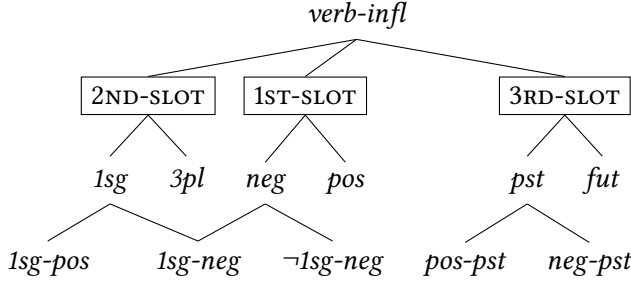 verb-infl
2ND-SLOT 1ST-SLOT 3RD-SLOT
1sg 3pl neg pos pst fut
1sg-pos 1sg-neg ¬1sg-neg pos-pst neg-pst